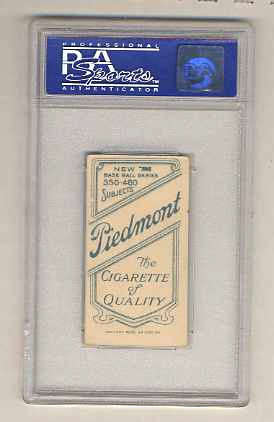 PROFESSIONAL
PSA
Sports
AUTHENTICATOR
NEW
BASE BALL SERIES
350-460
SUBJECTS
Piedmont
The
CIGARETTE
of
QUALITY